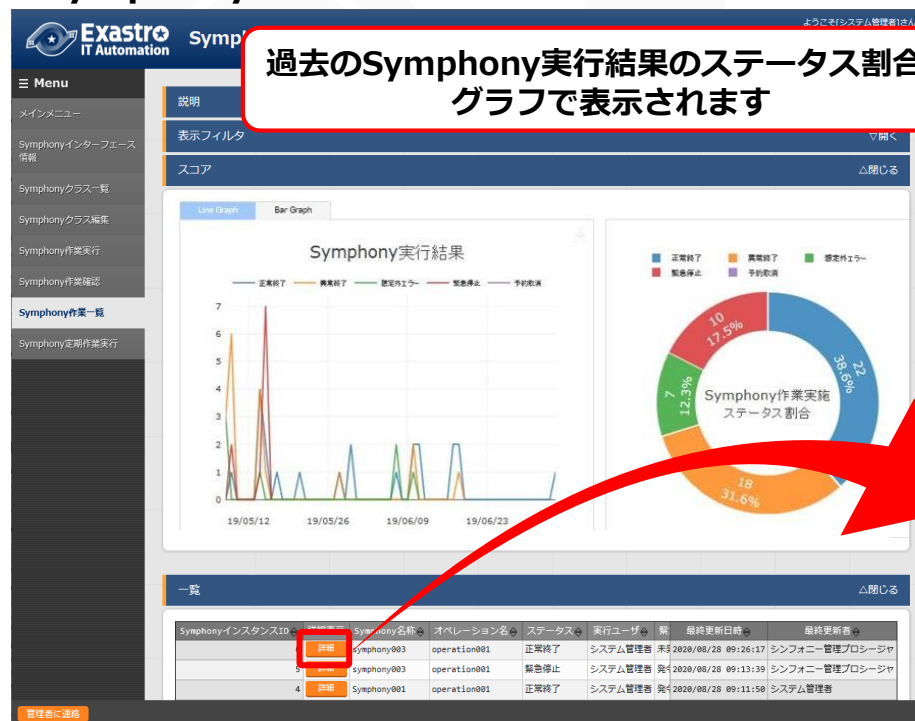 ようこそ[システム管理者]さん
Exastro
IT Automation
Symp
過去のSymphony実行結果のステータス割合
グラフで表示されます
☰ Menu
メインメニュー
Symphonyインターフェース
情報
Symphonyクラス一覧
Symphonyクラス編集
Symphony作業実行
Symphony作業確認
Symphony作業一覧
Symphony定期作業実行
説明
表示フィルタ
▽開く
スコア
△閉じる
Line Graph Bar Graph
Symphony実行結果
正常終了 異常終了 想定外エラー 緊急停止 予約取消
7
6
5
4
3
2
1
0
19/05/12 19/05/26 19/06/09 19/06/23
正常終了 異常終了 想定外エラー
緊急停止 予約取消
10
17.5%
22
38.6%
7
12.3%
18
31.6%
Symphony作業実施
ステータス割合
一覧
△閉じる
SymphonyインスタンスID Symphony名称 オペレーション名 ステータス 実行ユーザ 緊 最終更新日時 最終更新者
詳細 symphony003 operation001 正常終了 システム管理者 未 2020/08/28 09:26:17 シンフォニー管理プロシージャ
5 詳細 symphony003 operation001 緊急停止 システム管理者 発 2020/08/28 09:13:39 シンフォニー管理プロシージャ
4 詳細 symphony001 operation001 正常終了 システム管理者 発 2020/08/28 09:11:50 システム管理者
管理者に連絡